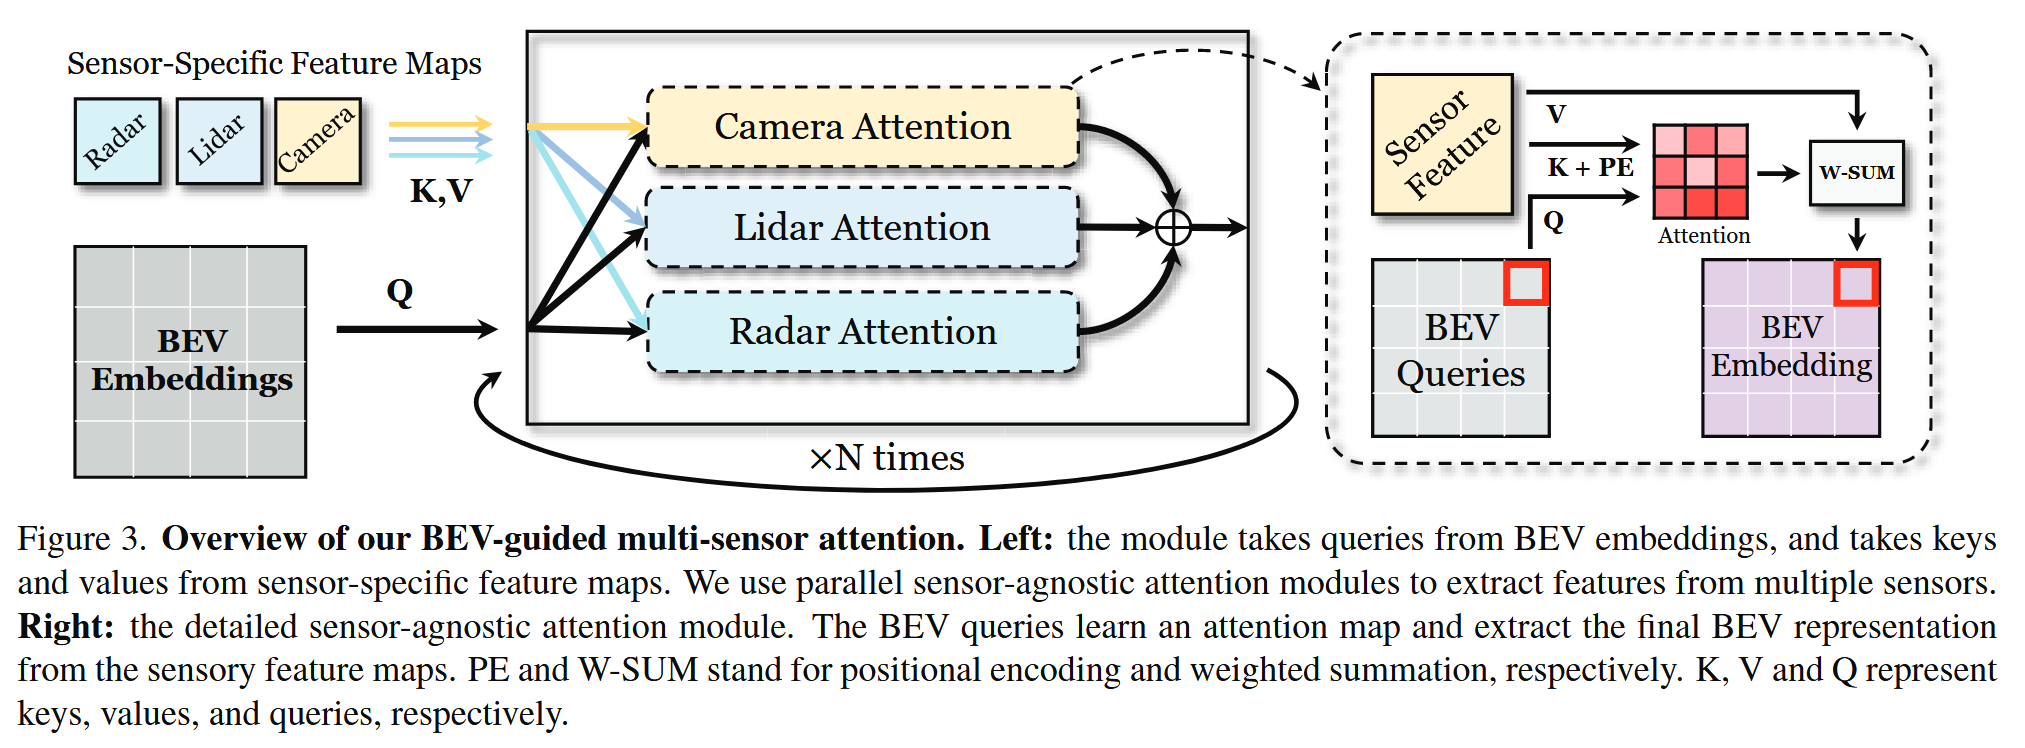 Sensor-Specific Feature Maps
Radar
Lidar
Camera
K,V
BEV
Embeddings
Q
Camera Attention
Lidar Attention
Radar Attention
×N times
Sensor
Feature
V
K + PE
Q
Attention
W-SUM
BEV
Queries
BEV
Embedding
Figure 3. Overview of our BEV-guided multi-sensor attention. Left: the module takes queries from BEV embeddings, and takes keys
and values from sensor-specific feature maps. We use parallel sensor-agnostic attention modules to extract features from multiple sensors.
Right: the detailed sensor-agnostic attention module. The BEV queries learn an attention map and extract the final BEV representation
from the sensory feature maps. PE and W-SUM stand for positional encoding and weighted summation, respectively. K, V and Q represent
keys, values, and queries, respectively.